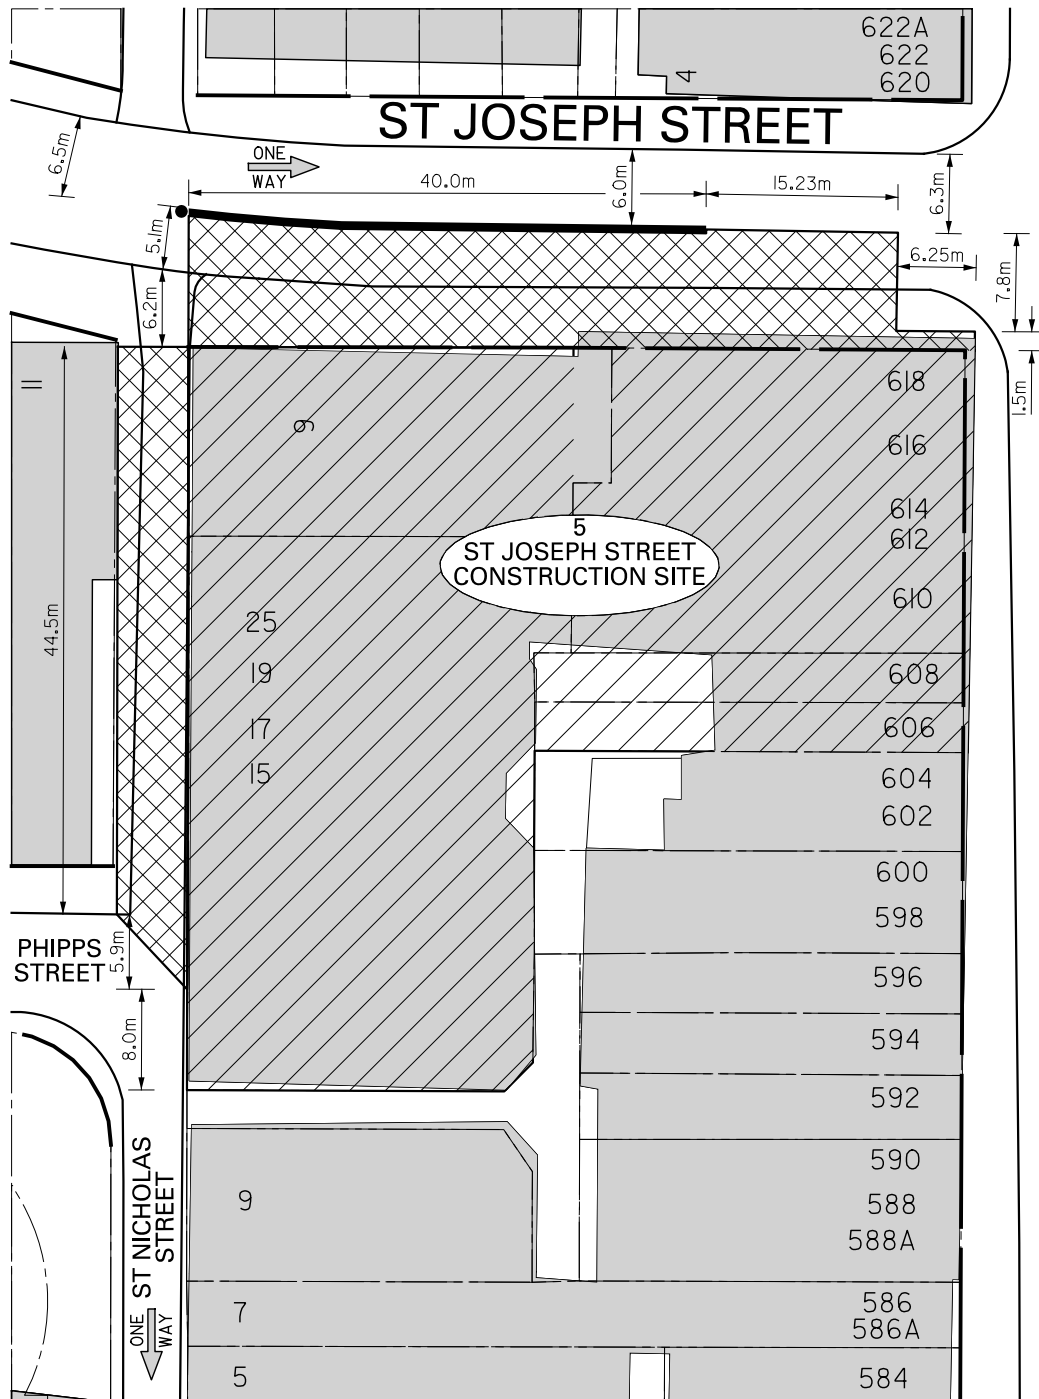 622A
622
620
4
ST JOSEPH STREET
6.5m
ONE
WAY
40.0m
6.0m
15.23m
6.3m
5.1m
6.25m
7.8m
6.2m
1.5m
11
618
9
616
614
612
5
ST JOSEPH STREET
CONSTRUCTION SITE
610
44.5m
25
19
608
17
606
15
604
602
600
598
PHIPPS
STREET
5.9m
596
8.0m
594
592
590
ST NICHOLAS
STREET
9
588
588A
586
586A
7
ONE
WAY
5
584